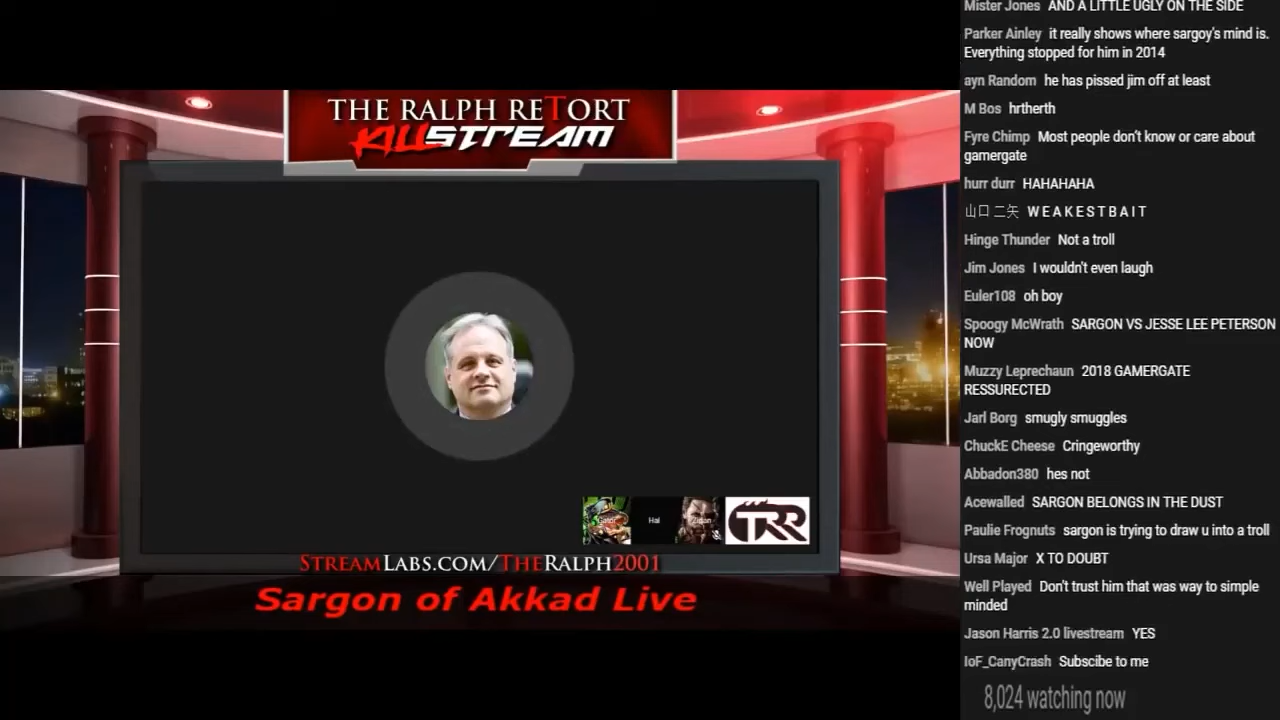 THE RALPH RETORT
KILLSTREAM
Gator
Hal
Zidan
TRR
STREAMLABS.COM/THERALPH2001
Sargon of Akkad Live
Mister Jones AND A LITTLE UGLY ON THE SIDE
Parker Ainley it really shows where sargoy's mind is.
Everything stopped for him in 2014
ayn Random he has pissed jim off at least
M Bos hrtherth
Fyre Chimp Most people don't know or care about
gamergate
hurr durr HAHAHAHA
山口 二矢 W E A K E S T B A I T
Hinge Thunder Not a troll
Jim Jones I wouldn't even laugh
Euler108 oh boy
Spoogy McWrath SARGON VS JESSE LEE PETERSON
NOW
Muzzy Leprechaun 2018 GAMERGATE
RESSURECTED
Jarl Borg smugly smuggles
ChuckE Cheese Cringeworthy
Abbadon380 hes not
Acewalled SARGON BELONGS IN THE DUST
Paulie Frognuts sargon is trying to draw u into a troll
Ursa Major X TO DOUBT
Well Played Don't trust him that was way to simple
minded
Jason Harris 2.0 livestream YES
IoF_CanyCrash Subscibe to me
8,024 watching now